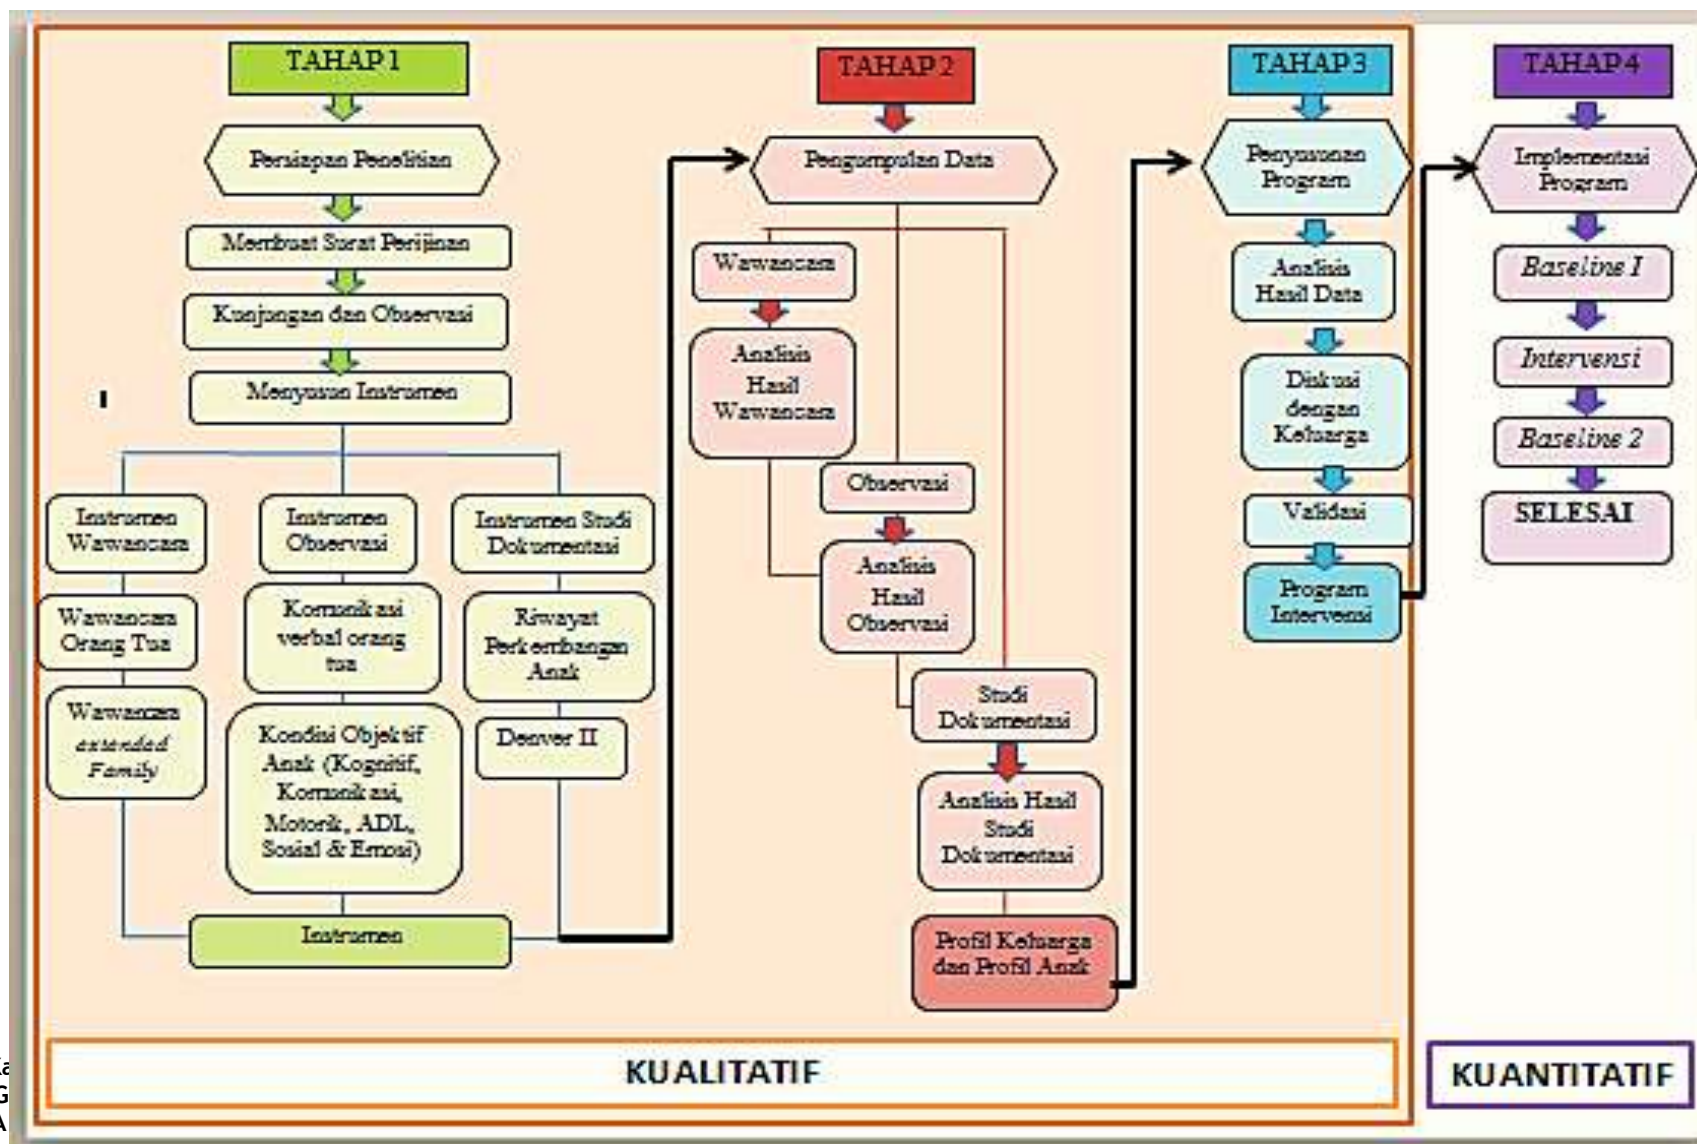 TAHAP 1
Persiapan Penelitian
Membuat Surat Perijinan
Kunjungan dan Observasi
Menyusun Instrumen
Instrumen
Wawancara
Wawancara
Orang Tua
Wawancara
extended
Family
Instrumen
Observasi
Komunikasi
verbal orang
tua
Kondisi Objektif
Anak (Kognitif,
Komunikasi,
Motorik, ADL,
Sosial & Emosi)
Instrumen Studi
Dokumentasi
Riwayat
Perkembangan
Anak
Denver II
Instrumen
TAHAP 2
Pengumpulan Data
Wawancara
Analisis
Hasil
Wawancara
Observasi
Analisis
Hasil
Observasi
Studi
Dokumentasi
Analisis Hasil
Studi
Dokumentasi
Profil Keluarga
dan Profil Anak
TAHAP 3
Penyusunan
Program
Analisis
Hasil Data
Diskusi
dengan
Keluarga
Validasi
Program
Intervensi
TAHAP 4
Implementasi
Program
Baseline I
Intervensi
Baseline 2
SELESAI
KUALITATIF
KUANTITATIF